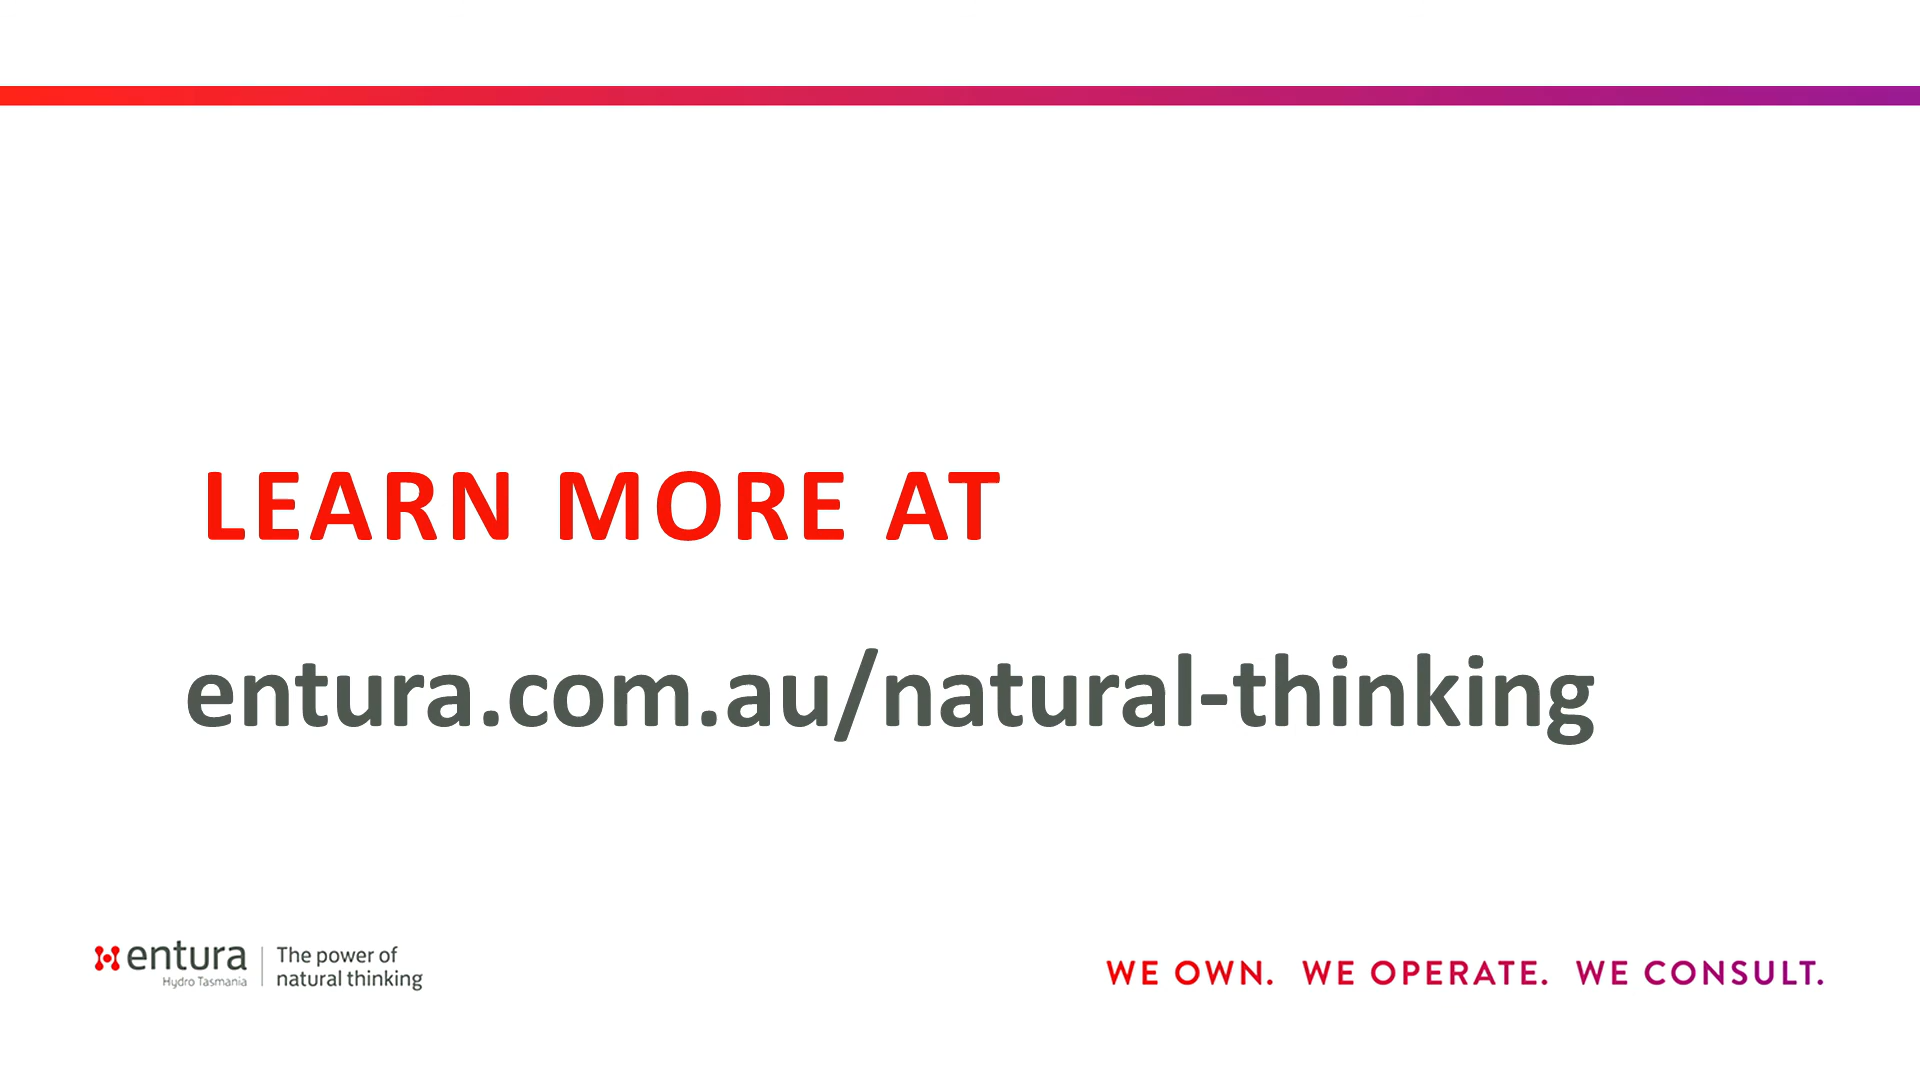 LEARN MORE AT
entura.com.au/natural-thinking
entura
Hydro Tasmania
The power of
natural thinking
WE OWN. WE OPERATE. WE CONSULT.